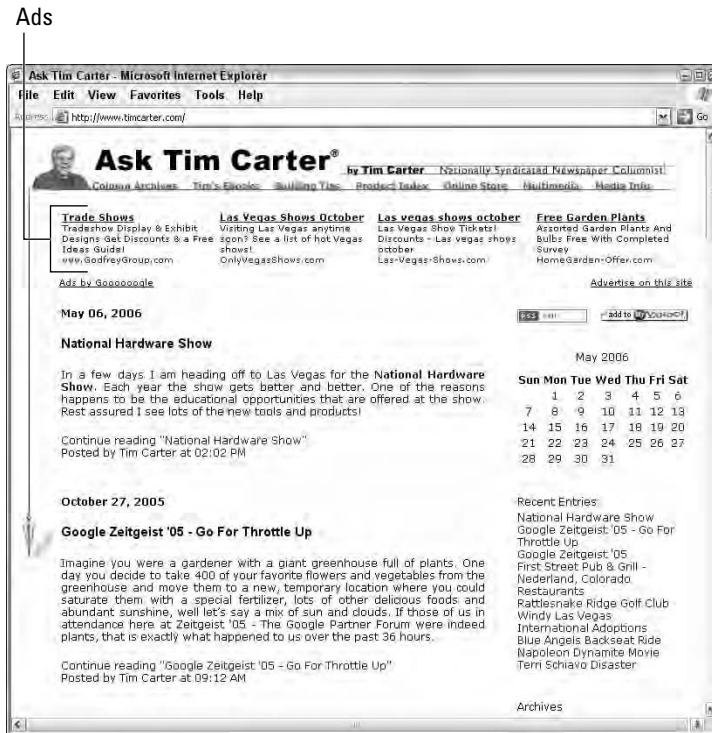 Ads
Ask Tim Carter - Microsoft Internet Explorer
File Edit View Favorites Tools Help
Address http://www.timcarter.com/ Go
Ask Tim Carter®
by Tim Carter Nationally Syndicated Newspaper Columnist
Column Archives Tim's Ebooks Building Tips Product Index Online Store Multimedia Media Info
Trade Shows
Tradeshow Display & Exhibit
Designs Get Discounts & a Free
Ideas Guide!
www.GodfreyGroup.com
Las Vegas Shows October
Visiting Las Vegas anytime
soon? See a list of hot Vegas
shows!
OnlyVegasShows.com
Las vegas shows october
Las Vegas Show Tickets!
Discounts - Las vegas shows
october
Las-Vegas-Shows.com
Free Garden Plants
Assorted Garden Plants And
Bulbs Free With Completed
Survey
HomeGarden-Offer.com
Ads by Goooooogle
Advertise on this site
May 06, 2006
National Hardware Show
In a few days I am heading off to Las Vegas for the National Hardware
Show. Each year the show gets better and better. One of the reasons
happens to be the educational opportunities that are offered at the show.
Rest assured I see lots of the new tools and products!
Continue reading "National Hardware Show"
Posted by Tim Carter at 02:02 PM
October 27, 2005
Google Zeitgeist '05 - Go For Throttle Up
Imagine you were a gardener with a giant greenhouse full of plants. One
day you decide to take 400 of your favorite flowers and vegetables from the
greenhouse and move them to a new, temporary location where you could
saturate them with a special fertilizer, lots of other delicious foods and
abundant sunshine, well let's say a mix of sun and clouds. If those of us in
attendance here at Zeitgeist '05 - The Google Partner Forum were indeed
plants, that is exactly what happened to us over the past 36 hours.
Continue reading "Google Zeitgeist '05 - Go For Throttle Up"
Posted by Tim Carter at 09:12 AM
RSS
add to My Yahoo!
May 2006
Sun Mon Tue Wed Thu Fri Sat
1 2 3 4 5 6
7 8 9 10 11 12 13
14 15 16 17 18 19 20
21 22 23 24 25 26 27
28 29 30 31
Recent Entries
National Hardware Show
Google Zeitgeist '05 - Go For
Throttle Up
Google Zeitgeist '05
First Street Pub & Grill -
Nederland, Colorado
Restaurants
Rattlesnake Ridge Golf Club
Windy Las Vegas
International Adoptions
Blue Angels Backseat Ride
Napoleon Dynamite Movie
Terri Schiavo Disaster
Archives